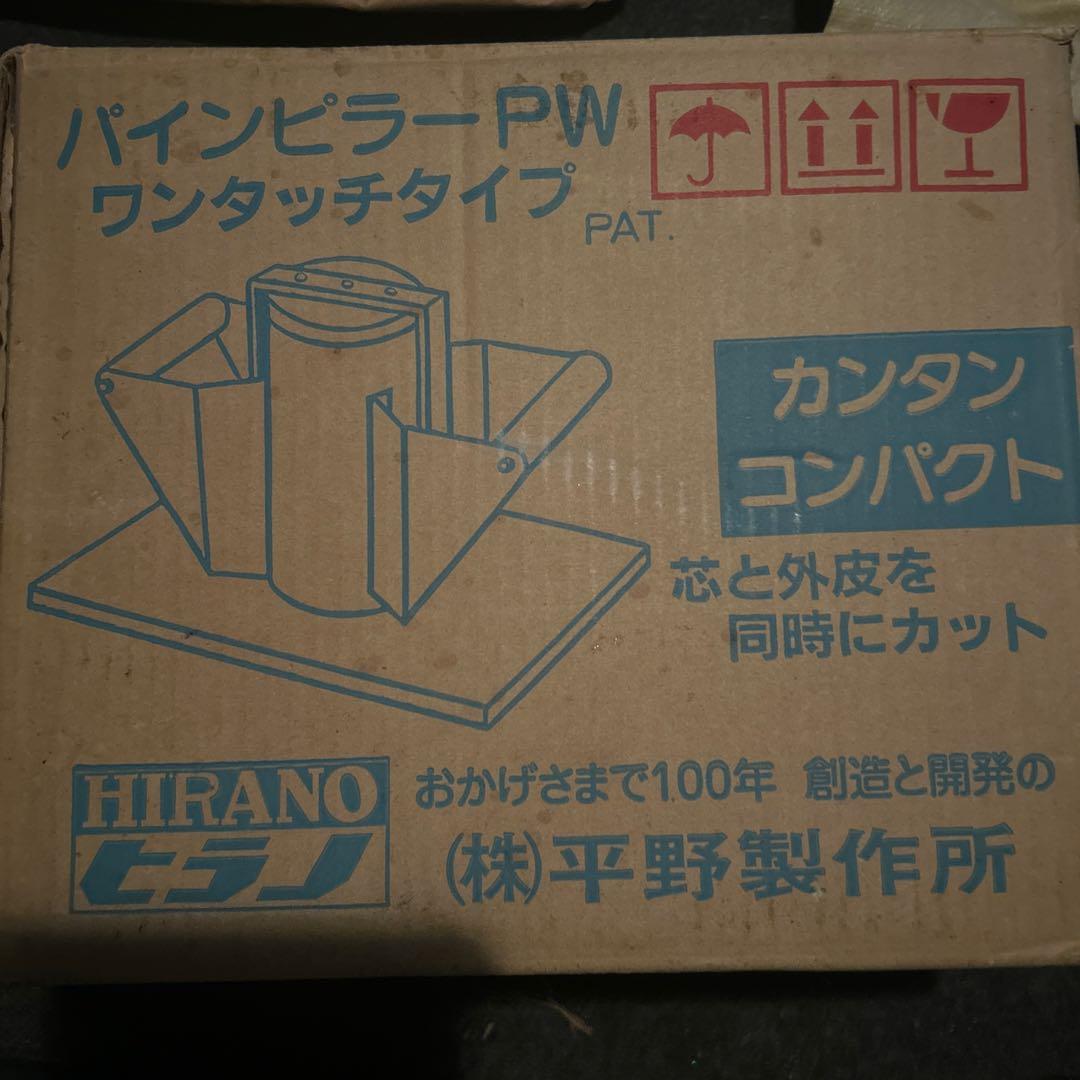 パインピラーPW
ワンタッチタイプ
PAT.
カンタン
コンパクト
芯と外皮を
同時にカット
HIRANO
ヒラノ
おかげさまで100年 創造と開発の
(株)平野製作所